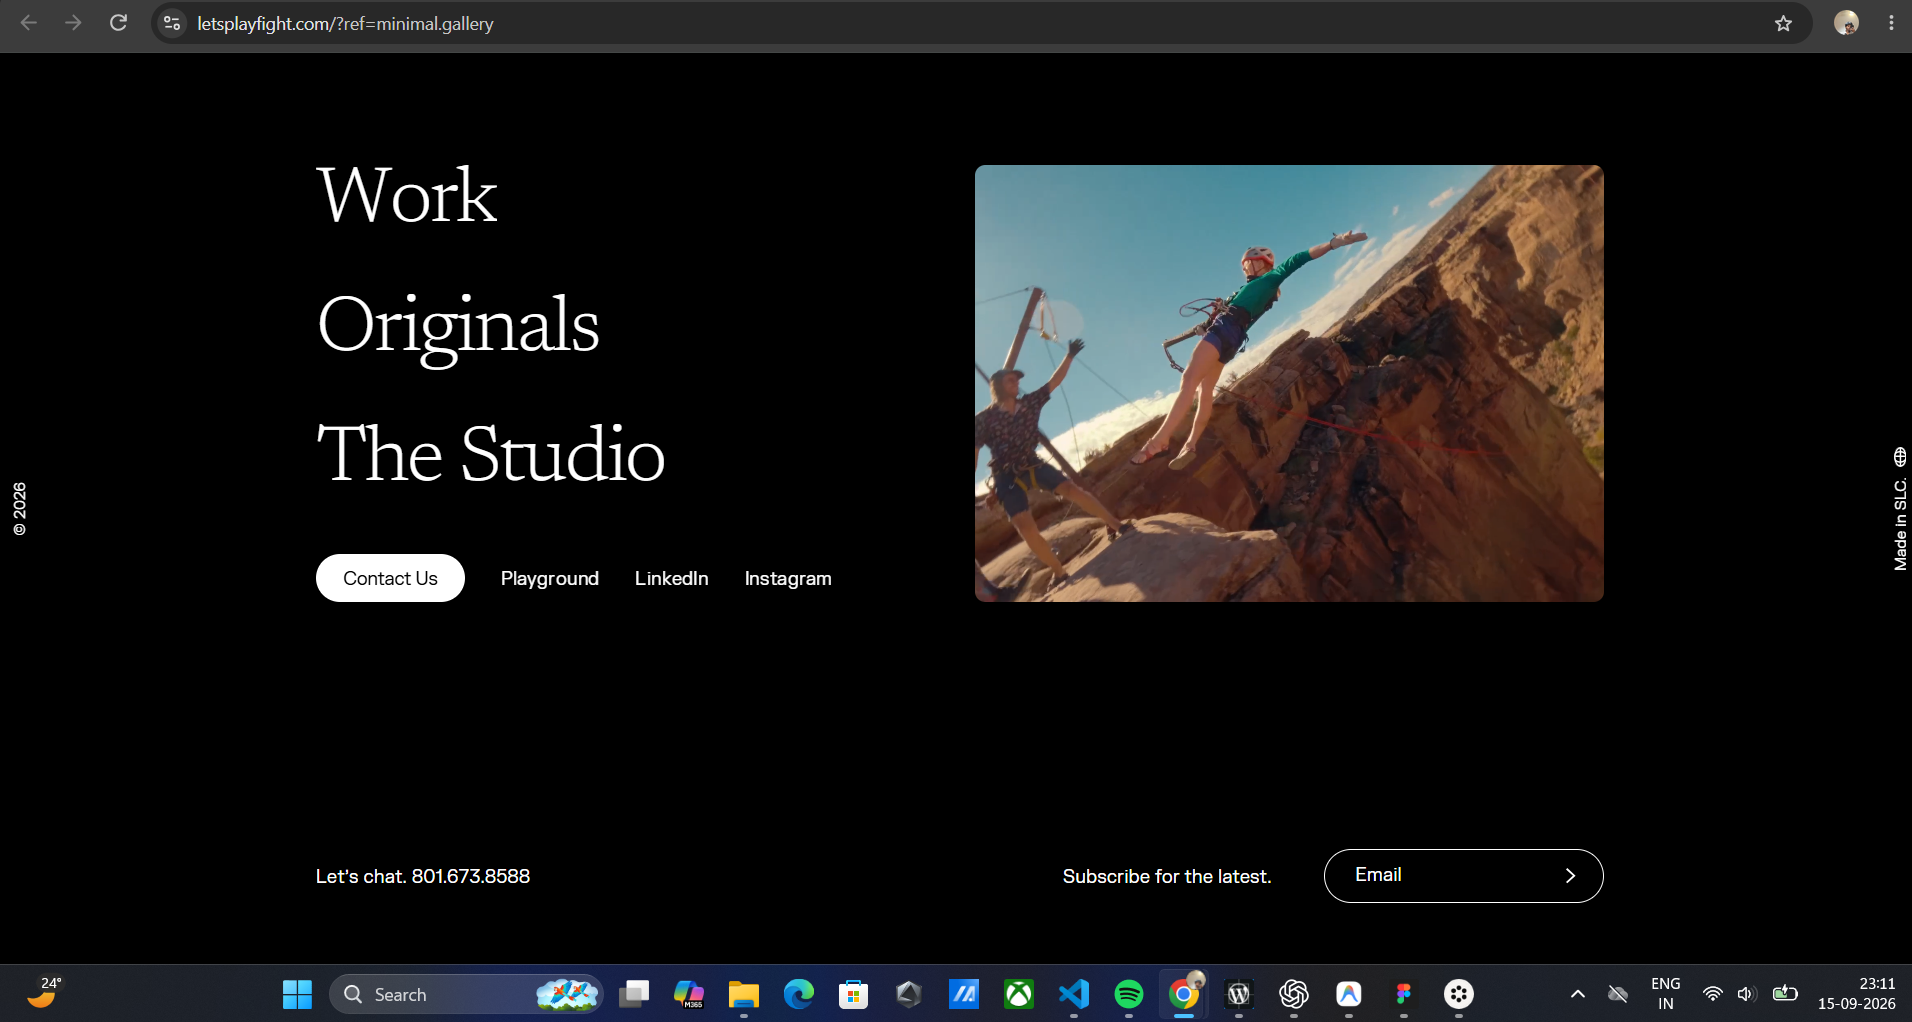 letsplayfight.com/?ref=minimal.gallery
Work
Originals
The Studio
Contact Us
Playground
LinkedIn
Instagram
© 2026
Made in SLC.
Let's chat. 801.673.8588
Subscribe for the latest.
Email
24°
Search
M365
ENG
IN
23:11
15-09-2026